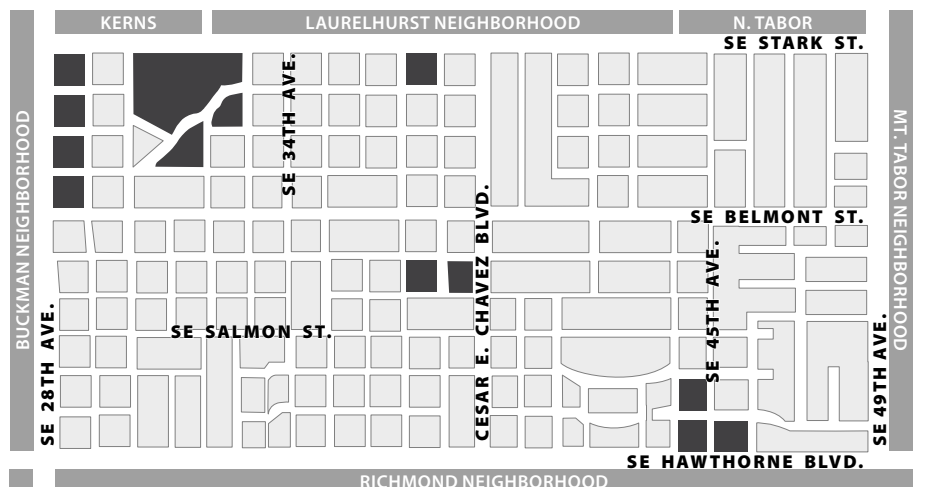 KERNS
LAURELHURST NEIGHBORHOOD
N. TABOR
SE STARK ST.
BUCKMAN NEIGHBORHOOD
SE 34TH AVE.
MT. TABOR NEIGHBORHOOD
SE BELMONT ST.
CESAR E. CHAVEZ BLVD.
SE 45TH AVE.
SE 28TH AVE.
SE SALMON ST.
SE 49TH AVE.
SE HAWTHORNE BLVD.
RICHMOND NEIGHBORHOOD